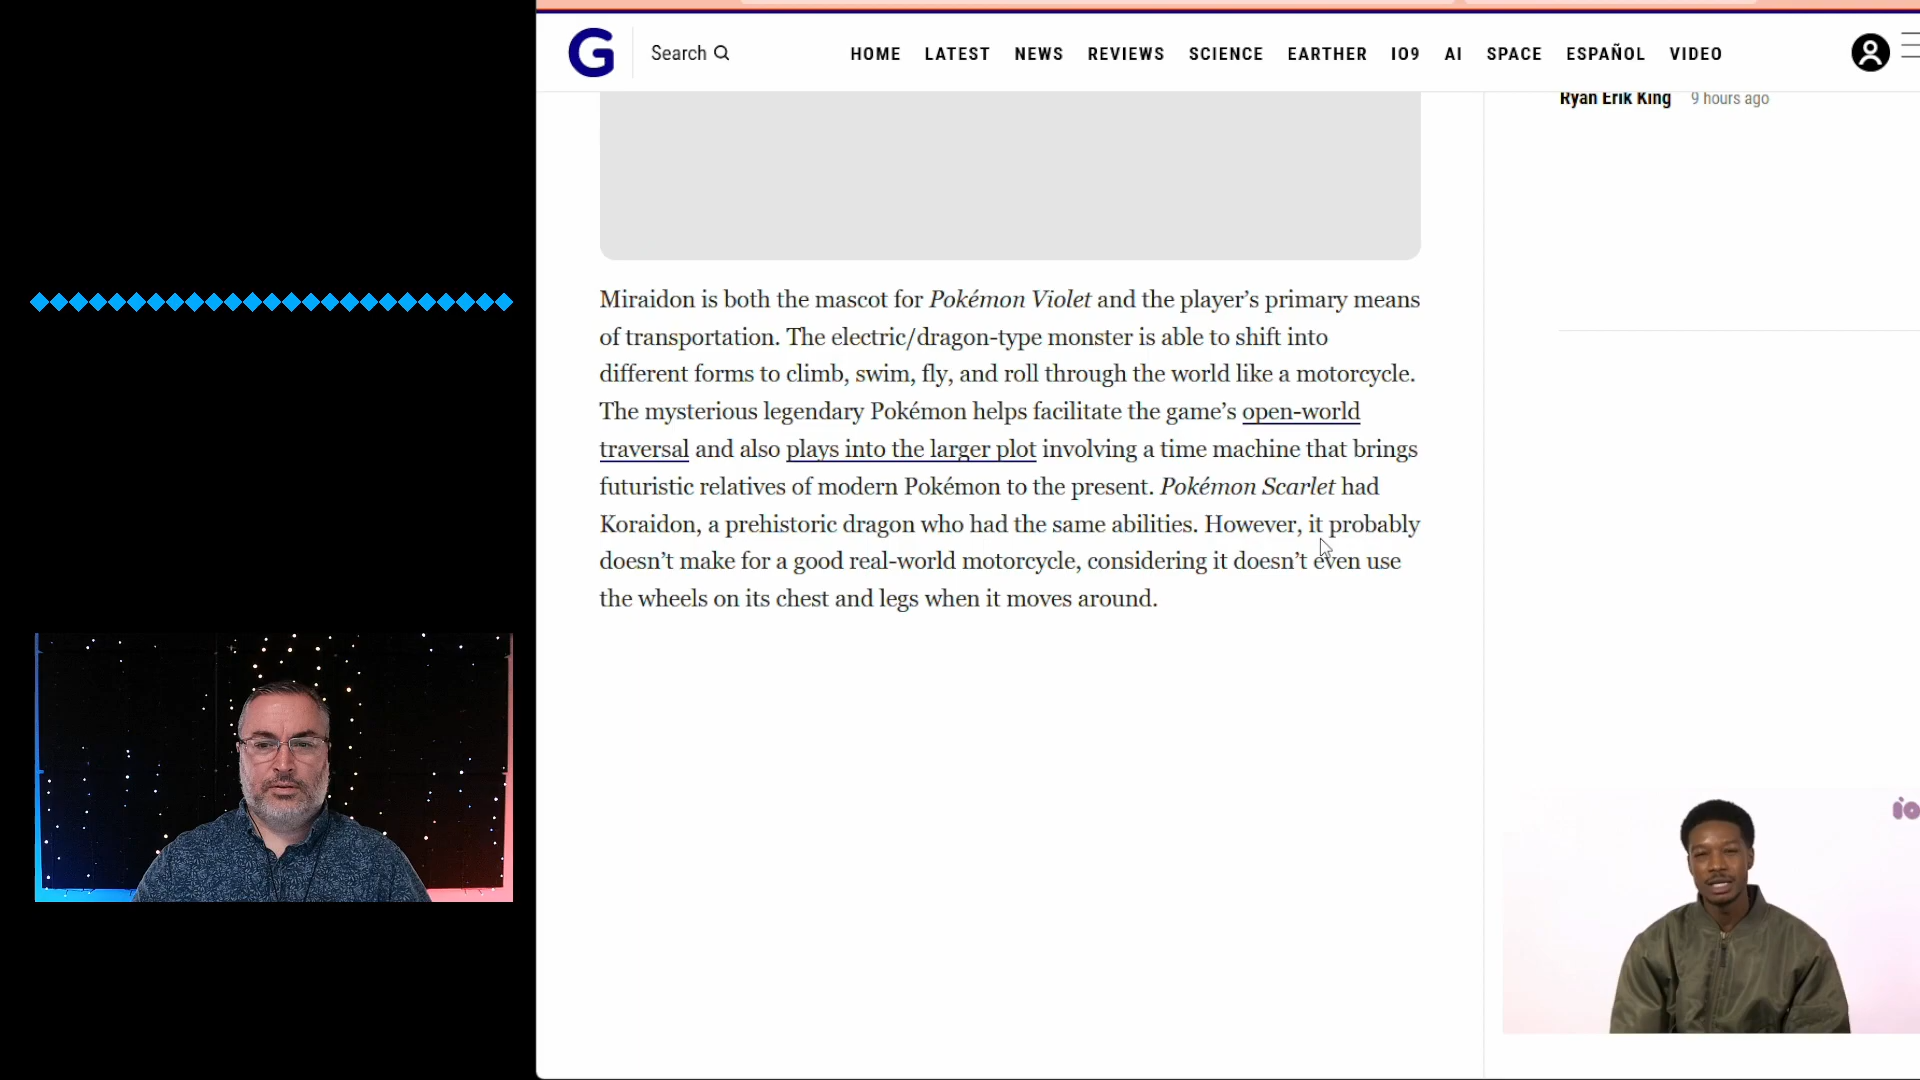 G
Search
HOME LATEST NEWS REVIEWS SCIENCE EARTHER IO9 AI SPACE ESPAÑOL VIDEO
Ryan Erik King 9 hours ago
Miraidon is both the mascot for Pokémon Violet and the player’s primary means
of transportation. The electric/dragon-type monster is able to shift into
different forms to climb, swim, fly, and roll through the world like a motorcycle.
The mysterious legendary Pokémon helps facilitate the game’s open-world
traversal and also plays into the larger plot involving a time machine that brings
futuristic relatives of modern Pokémon to the present. Pokémon Scarlet had
Koraidon, a prehistoric dragon who had the same abilities. However, it probably
doesn’t make for a good real-world motorcycle, considering it doesn’t even use
the wheels on its chest and legs when it moves around.
io